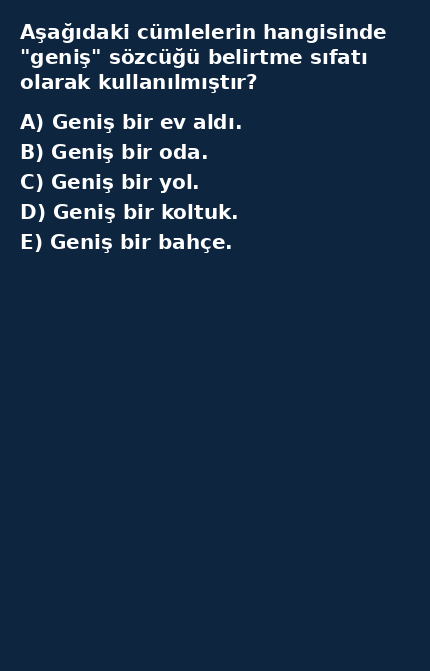 Aşağıdaki cümlelerin hangisinde
"geniş" sözcüğü belirtme sıfatı
olarak kullanılmıştır?
A) Geniş bir ev aldı.
B) Geniş bir oda.
C) Geniş bir yol.
D) Geniş bir koltuk.
E) Geniş bir bahçe.